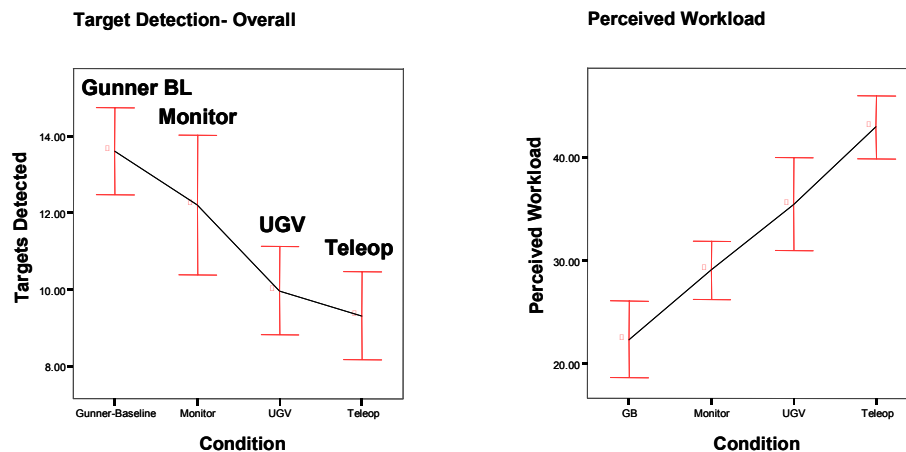 Target Detection- Overall
Gunner BL
Monitor
UGV
Teleop
Targets Detected
14.00
12.00
10.00
8.00
Gunner-Baseline Monitor UGV Teleop
Condition
Perceived Workload
Perceived Workload
40.00
30.00
20.00
GB Monitor UGV Teleop
Condition